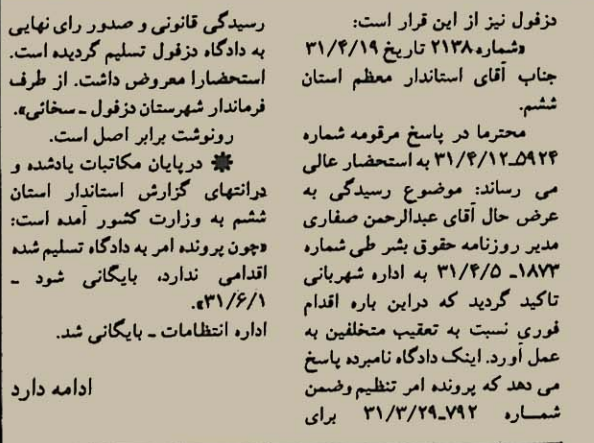 دزفول نیز از این قرار است:
«شماره ۲۱۳۸ تاریخ ۳۱/۴/۱۹
جناب آقای استاندار معظم استان
ششم.
محترما در پاسخ مرقومه شماره
۵۹۲۴ـ۳۱/۴/۱۲ به استحضار عالی
می رساند: موضوع رسیدگی به
عرض حال آقای عبدالرحمن صفاری
مدیر روزنامه حقوق بشر طی شماره
۱۸۷۳ـ ۳۱/۴/۵ به اداره شهربانی
تاکید گردید که دراین باره اقدام
فوری نسبت به تعقیب متخلفین به
عمل آورد. اینک دادگاه نامبرده پاسخ
می دهد که پرونده امر تنظیم وضمن
شمـــاره ۷۹۲ـ۳۱/۳/۲۹ برای
رسیدگی قانونی و صدور رای نهایی
به دادگاه دزفول تسلیم گردیده است.
استحضارا معروض داشت. از طرف
فرماندار شهرستان دزفول ـ سخائی».
رونوشت برابر اصل است.
درپایان مکاتبات یادشده و
درانتهای گزارش استاندار استان
ششم به وزارت کشور آمده است:
«چون پرونده امر به دادگاه تسلیم شده
اقدامی ندارد، بایگانی شود ـ
۳۱/۶/۱».
اداره انتظامات ـ بایگانی شد.
ادامه دارد